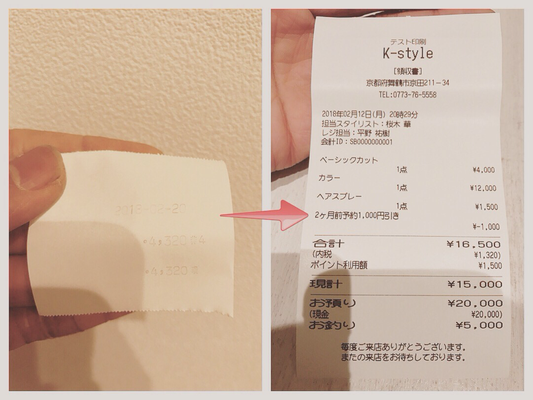 テスト印刷
K-style
[領収書]
京都府舞鶴市京田211-34
TEL:0773-76-5558
2018年02月12日(月) 20時29分
担当スタイリスト:桜木 華
レジ担当:平野 祐樹
会計ID:SB0000000001
ベーシックカット
1点 ¥4,000
カラー
1点 ¥12,000
ヘアスプレー
1点 ¥1,500
2ヶ月前予約1,000円引き
¥-1,000
合計 ¥16,500
(内税 ¥1,320)
ポイント利用額 ¥1,500
現計 ¥15,000
お預り ¥20,000
(現金 ¥20,000)
お釣り ¥5,000
毎度ご来店ありがとうございます。
またの来店をお待ちしております。